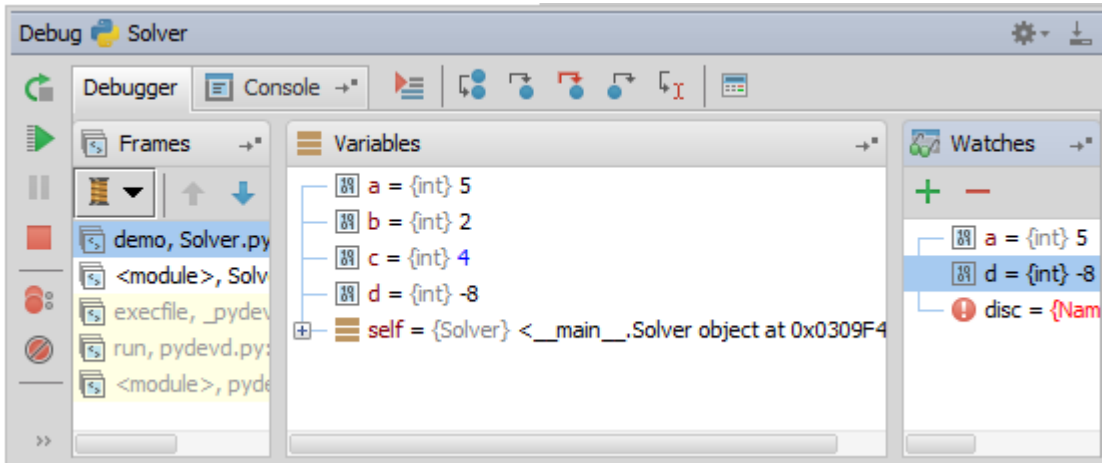 Debug Solver
Debugger Console
Frames
Variables
Watches
demo, Solver.py
<module>, Solv
execfile, _pydev
run, pydevd.py:
<module>, pyde
a = {int} 5
b = {int} 2
c = {int} 4
d = {int} -8
self = {Solver} <__main__.Solver object at 0x0309F4
a = {int} 5
d = {int} -8
disc = {Nam